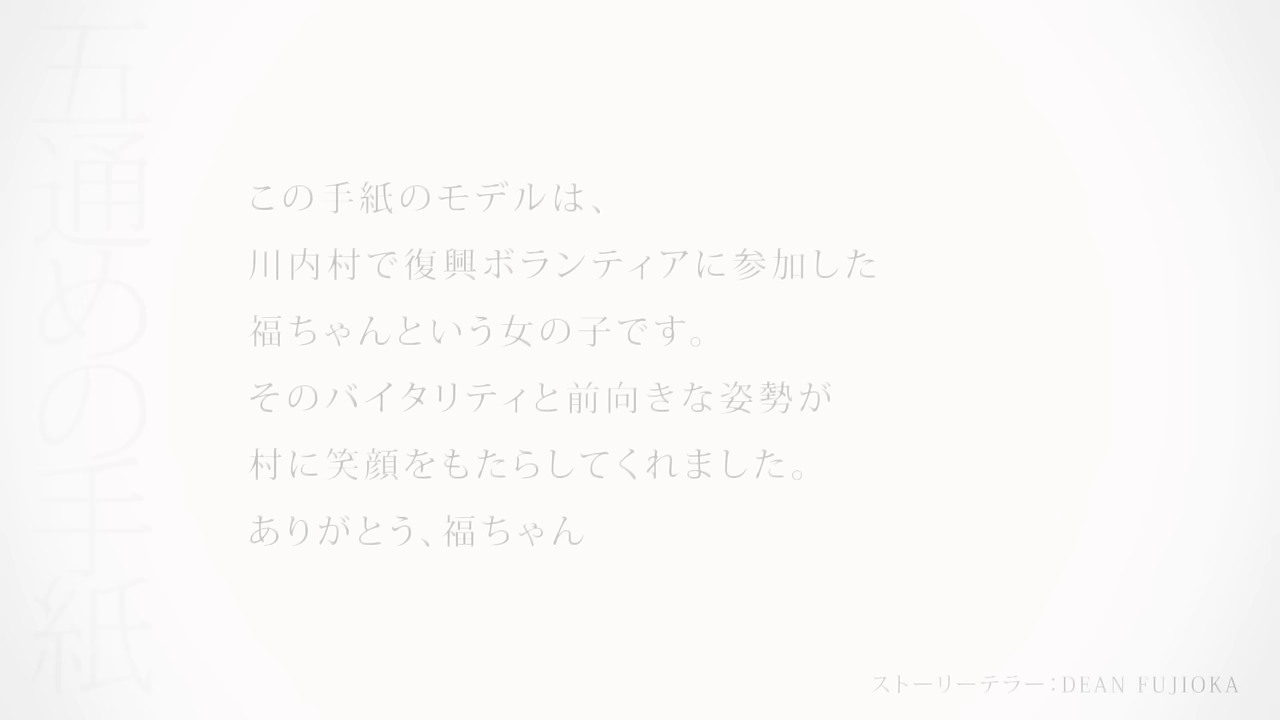 五通めの手紙
この手紙のモデルは、
川内村で復興ボランティアに参加した
福ちゃんという女の子です。
そのバイタリティと前向きな姿勢が
村に笑顔をもたらしてくれました。
ありがとう、福ちゃん
ストーリーテラー：DEAN FUJIOKA